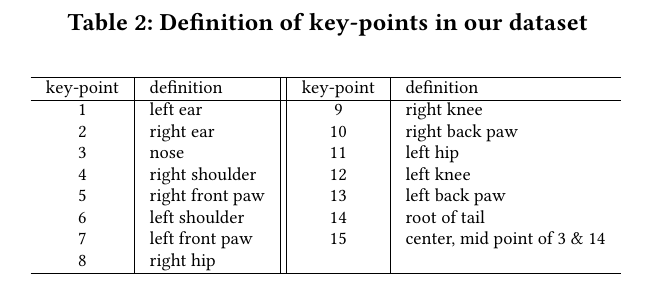 Table 2: Definition of key-points in our dataset
key-point definition key-point definition
1 left ear 9 right knee
2 right ear 10 right back paw
3 nose 11 left hip
4 right shoulder 12 left knee
5 right front paw 13 left back paw
6 left shoulder 14 root of tail
7 left front paw 15 center, mid point of 3 & 14
8 right hip